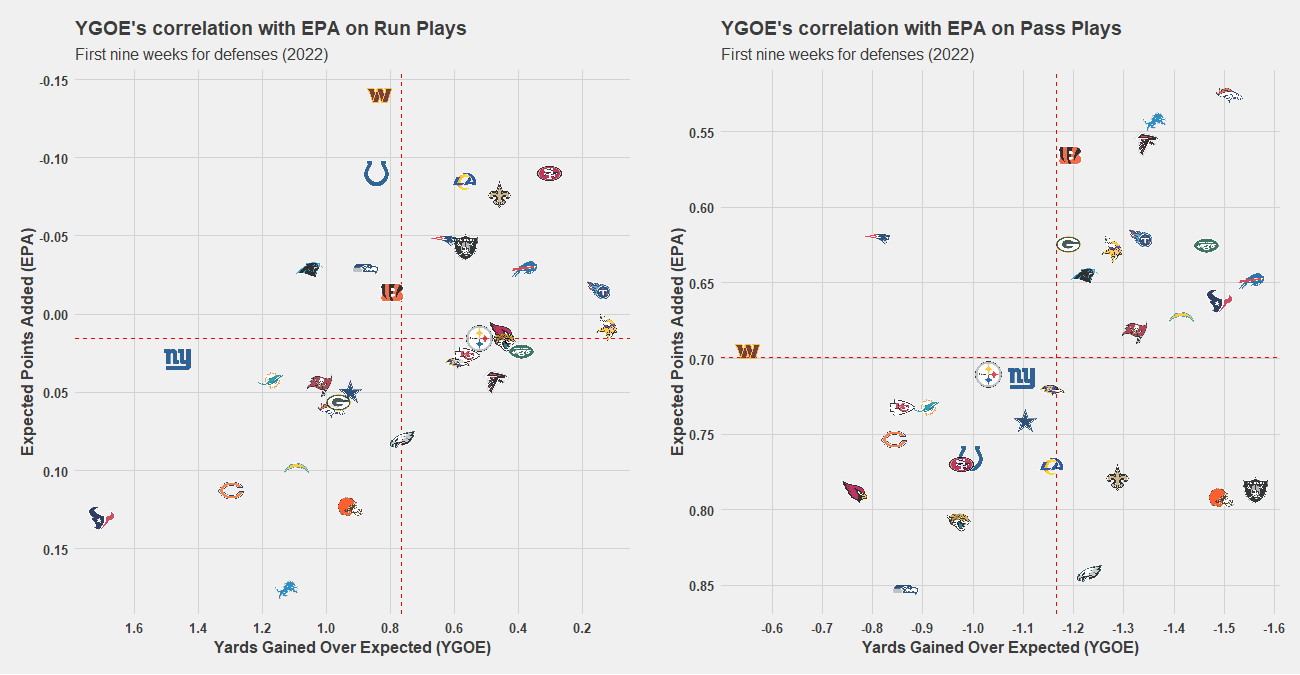 YGOE's correlation with EPA on Run Plays
First nine weeks for defenses (2022)
Expected Points Added (EPA)
-0.15
-0.10
-0.05
0.00
0.05
0.10
0.15
1.6 1.4 1.2 1.0 0.8 0.6 0.4 0.2
Yards Gained Over Expected (YGOE)
YGOE's correlation with EPA on Pass Plays
First nine weeks for defenses (2022)
Expected Points Added (EPA)
0.55
0.60
0.65
0.70
0.75
0.80
0.85
-0.6 -0.7 -0.8 -0.9 -1.0 -1.1 -1.2 -1.3 -1.4 -1.5 -1.6
Yards Gained Over Expected (YGOE)
W
ny
G
W
G
ny